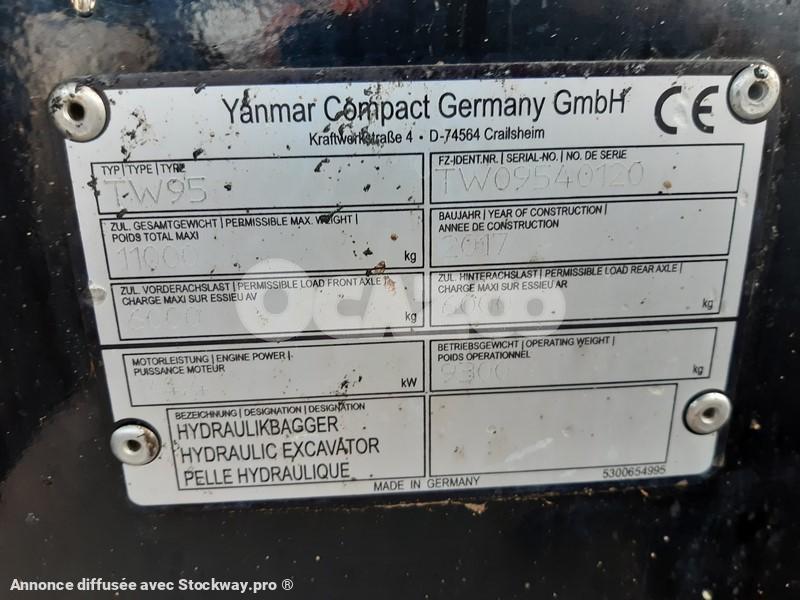 Yanmar Compact Germany GmbH
CE
Kraftwerkstraße 4 • D-74564 Crailsheim
TYP | TYPE | TYPE
TW95
FZ-IDENT.NR. | SERIAL-NO. | NO. DE SERIE
TW09540120
ZUL. GESAMTGEWICHT | PERMISSIBLE MAX. WEIGHT |
POIDS TOTAL MAXI
11000
kg
BAUJAHR | YEAR OF CONSTRUCTION |
ANNEE DE CONSTRUCTION
2017
ZUL. VORDERACHSLAST | PERMISSIBLE LOAD FRONT AXLE |
CHARGE MAXI SUR ESSIEU AV
6000
kg
ZUL. HINTERACHSLAST | PERMISSIBLE LOAD REAR AXLE |
CHARGE MAXI SUR ESSIEU AR
6000
kg
MOTORLEISTUNG | ENGINE POWER |
PUISSANCE MOTEUR
kW
BETRIEBSGEWICHT | OPERATING WEIGHT |
POIDS OPERATIONNEL
9300
kg
BEZEICHNUNG | DESIGNATION | DESIGNATION
HYDRAULIKBAGGER
HYDRAULIC EXCAVATOR
PELLE HYDRAULIQUE
MADE IN GERMANY
5300654995
Annonce diffusée avec Stockway.pro ®